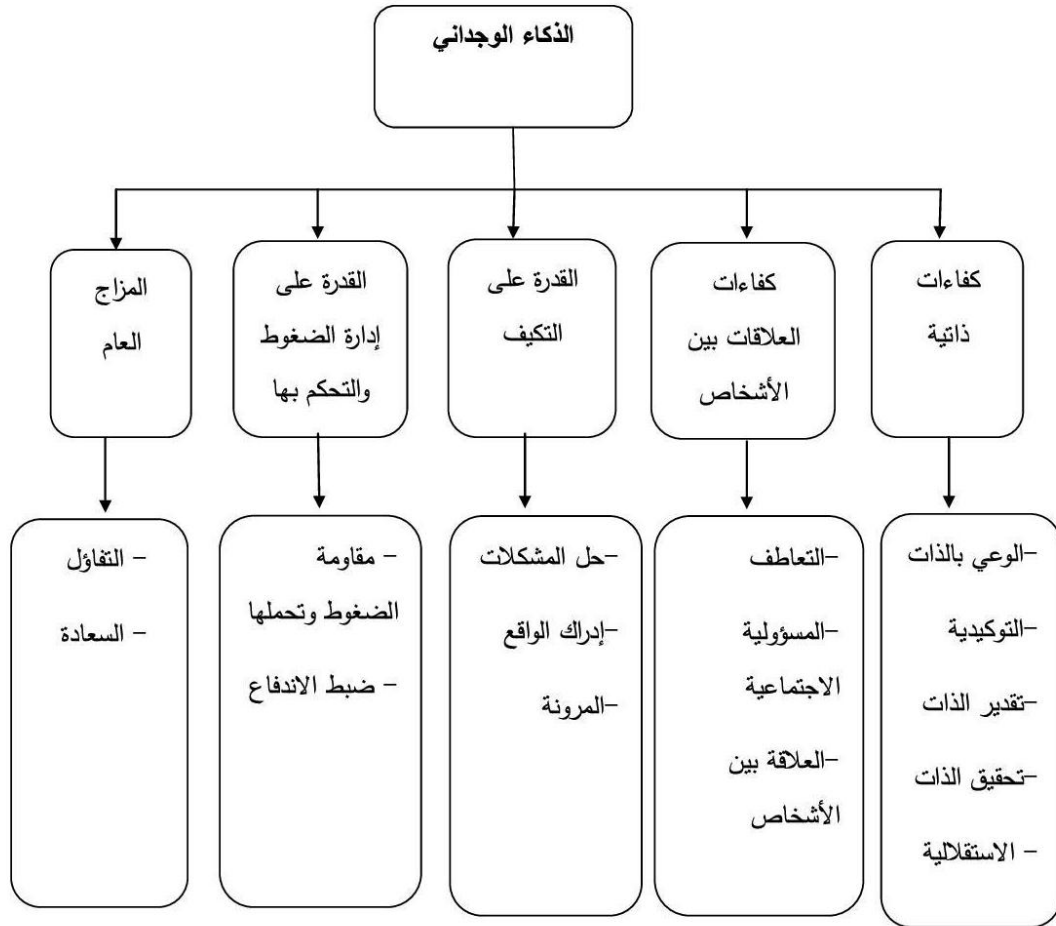 الذكاء الوجداني
كفاءات
ذاتية
كفاءات
العلاقات بين
الأشخاص
القدرة على
التكيف
القدرة على
إدارة الضغوط
والتحكم بها
المزاج
العام
-الوعي بالذات
-التوكيدية
-تقدير الذات
-تحقيق الذات
- الاستقلالية
-التعاطف
-المسؤولية
الاجتماعية
-العلاقة بين
الأشخاص
-حل المشكلات
-إدراك الواقع
-المرونة
- مقاومة
الضغوط وتحملها
- ضبط الاندفاع
- التفاؤل
- السعادة